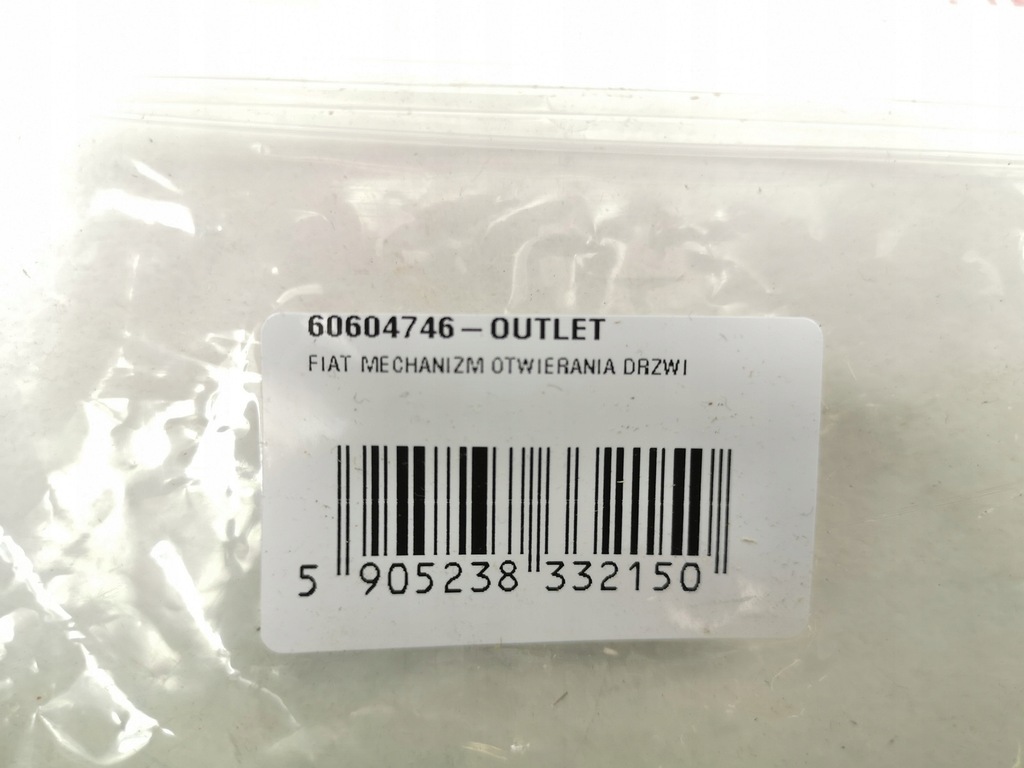 60604746 – OUTLET
FIAT MECHANIZM OTWIERANIA DRZWI
5 905238 332150